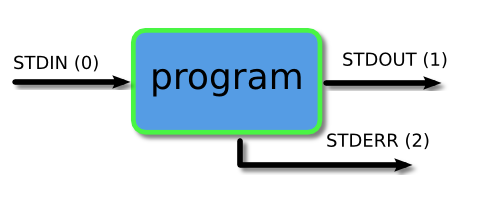 STDIN (0)
program
STDOUT (1)
STDERR (2)